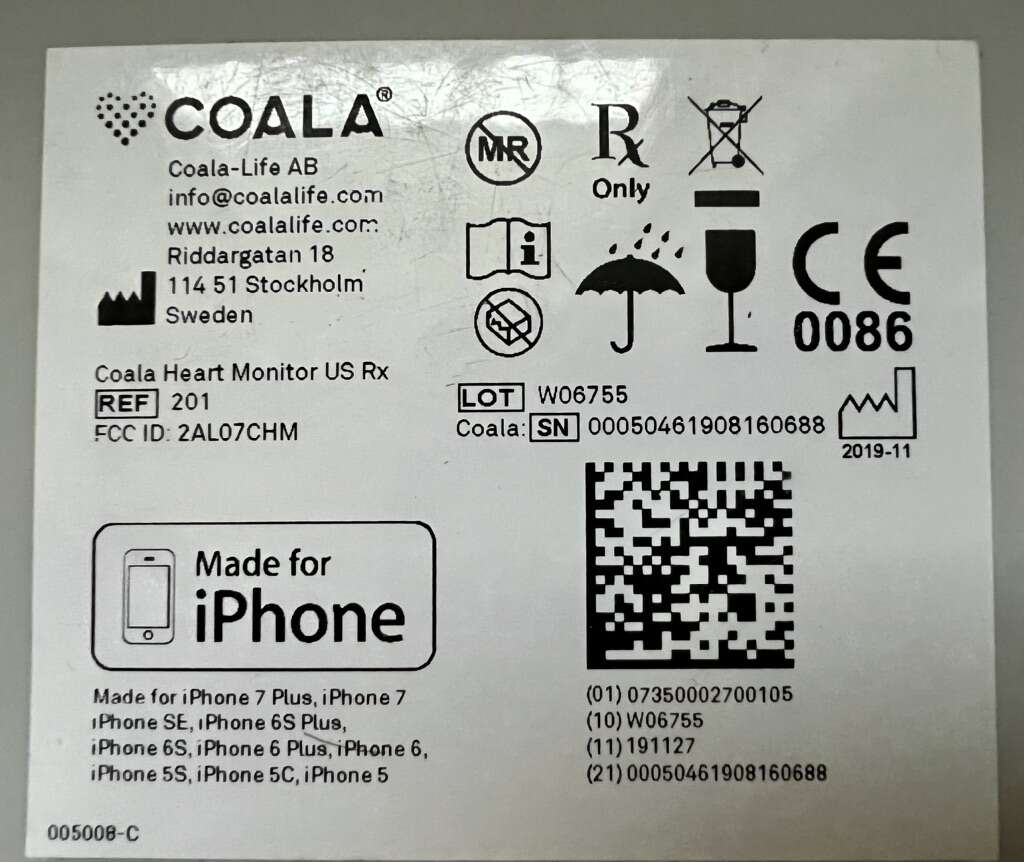 COALA®
Coala-Life AB
info@coalalife.com
www.coalalife.com
Riddargatan 18
114 51 Stockholm
Sweden
MR
Rx
Only
i
CE
0086
Coala Heart Monitor US Rx
REF 201
FCC ID: 2AL07CHM
LOT W06755
Coala: SN 00050461908160688
2019-11
Made for
iPhone
Made for iPhone 7 Plus, iPhone 7
iPhone SE, iPhone 6S Plus,
iPhone 6S, iPhone 6 Plus, iPhone 6,
iPhone 5S, iPhone 5C, iPhone 5
(01) 07350002700105
(10) W06755
(11) 191127
(21) 00050461908160688
005008-C